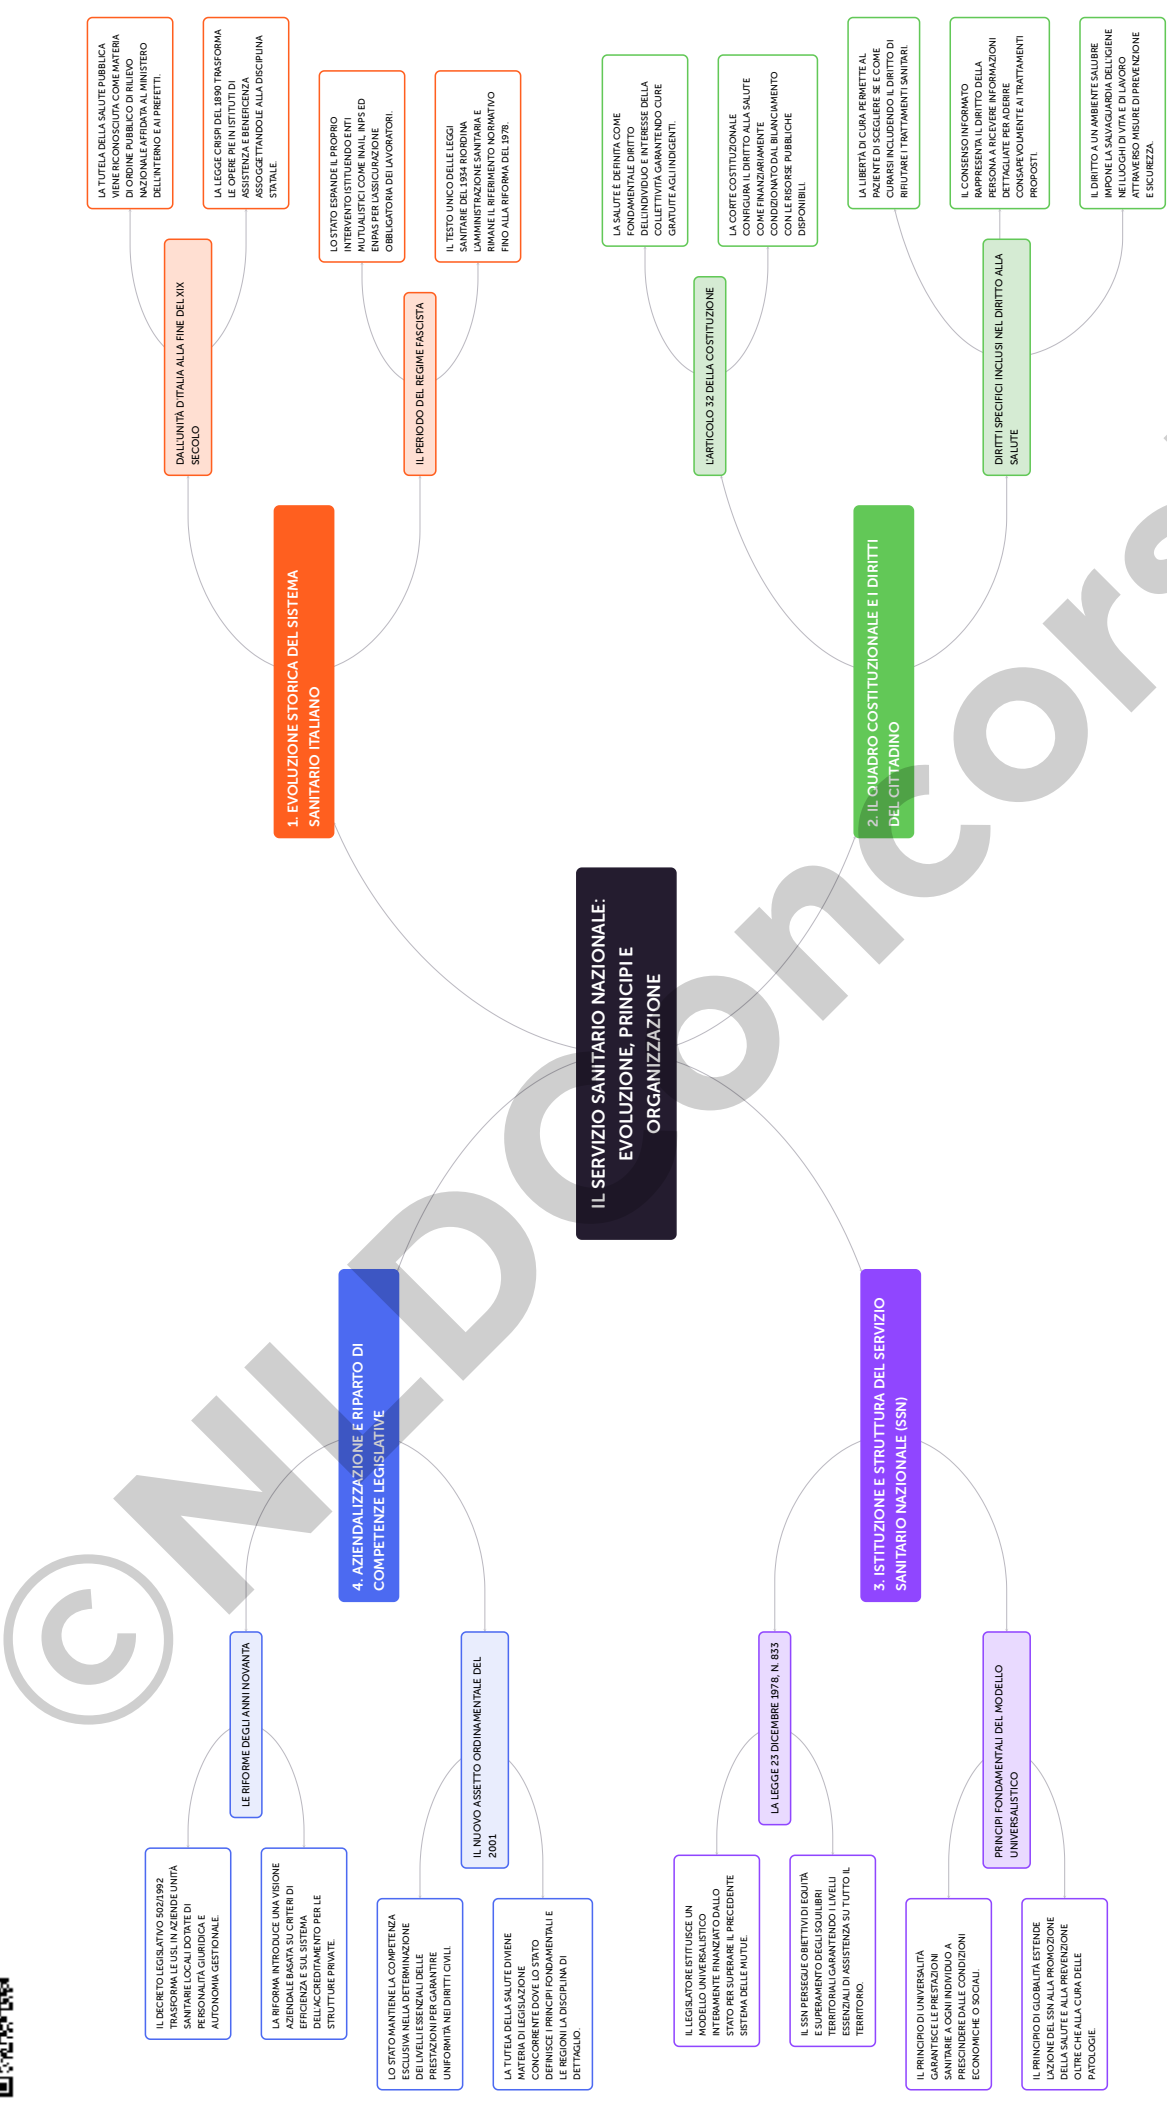 IL SERVIZIO SANITARIO NAZIONALE:
EVOLUZIONE, PRINCIPI E
ORGANIZZAZIONE
1. EVOLUZIONE STORICA DEL SISTEMA
SANITARIO ITALIANO
DALL'UNITÀ D'ITALIA ALLA FINE DEL XIX
SECOLO
LA TUTELA DELLA SALUTE PUBBLICA
VIENE RICONOSCIUTA COME MATERIA
DI ORDINE PUBBLICO DI RILIEVO
NAZIONALE AFFIDATA AL MINISTERO
DELL'INTERNO E AI PREFETTI.
LA LEGGE CRISPI DEL 1890 TRASFORMA
LE OPERE PIE IN ISTITUTI DI
ASSISTENZA E BENEFICENZA
ASSOGGETTANDOLE ALLA DISCIPLINA
STATALE.
IL PERIODO DEL REGIME FASCISTA
LO STATO ESPANDE IL PROPRIO
INTERVENTO ISTITUENDO ENTI
MUTUALISTICI COME INAIL, INPS ED
ENPAS PER L'ASSICURAZIONE
OBBLIGATORIA DEI LAVORATORI.
IL TESTO UNICO DELLE LEGGI
SANITARIE DEL 1934 RIORDINA
L'AMMINISTRAZIONE SANITARIA E
RIMANE IL RIFERIMENTO NORMATIVO
FINO ALLA RIFORMA DEL 1978.
2. IL QUADRO COSTITUZIONALE E I DIRITTI
DEL CITTADINO
L'ARTICOLO 32 DELLA COSTITUZIONE
LA SALUTE È DEFINITA COME
FONDAMENTALE DIRITTO
DELL'INDIVIDUO E INTERESSE DELLA
COLLETTIVITÀ GARANTENDO CURE
GRATUITE AGLI INDIGENTI.
LA CORTE COSTITUZIONALE
CONFIGURA IL DIRITTO ALLA SALUTE
COME FINANZIARIAMENTE
CONDIZIONATO DAL BILANCIAMENTO
CON LE RISORSE PUBBLICHE
DISPONIBILI.
DIRITTI SPECIFICI INCLUSI NEL DIRITTO ALLA
SALUTE
LA LIBERTÀ DI CURA PERMETTE AL
PAZIENTE DI SCEGLIERE SE E COME
CURARSI INCLUDENDO IL DIRITTO DI
RIFIUTARE I TRATTAMENTI SANITARI.
IL CONSENSO INFORMATO
RAPPRESENTA IL DIRITTO DELLA
PERSONA A RICEVERE INFORMAZIONI
DETTAGLIATE PER ADERIRE
CONSAPEVOLMENTE AI TRATTAMENTI
PROPOSTI.
IL DIRITTO A UN AMBIENTE SALUBRE
IMPONE LA SALVAGUARDIA DELL'IGIENE
NEI LUOGHI DI VITA E DI LAVORO
ATTRAVERSO MISURE DI PREVENZIONE
E SICUREZZA.
3. ISTITUZIONE E STRUTTURA DEL SERVIZIO
SANITARIO NAZIONALE (SSN)
LA LEGGE 23 DICEMBRE 1978, N. 833
IL LEGISLATORE ISTITUISCE UN
MODELLO UNIVERSALISTICO
INTERAMENTE FINANZIATO DALLO
STATO PER SUPERARE IL PRECEDENTE
SISTEMA DELLE MUTUE.
IL SSN PERSEGUE OBIETTIVI DI EQUITÀ
E SUPERAMENTO DEGLI SQUILIBRI
TERRITORIALI GARANTENDO I LIVELLI
ESSENZIALI DI ASSISTENZA SU TUTTO IL
TERRITORIO.
PRINCIPI FONDAMENTALI DEL MODELLO
UNIVERSALISTICO
IL PRINCIPIO DI UNIVERSALITÀ
GARANTISCE LE PRESTAZIONI
SANITARIE A OGNI INDIVIDUO A
PRESCINDERE DALLE CONDIZIONI
ECONOMICHE O SOCIALI.
IL PRINCIPIO DI GLOBALITÀ ESTENDE
L'AZIONE DEL SSN ALLA PROMOZIONE
DELLA SALUTE E ALLA PREVENZIONE
OLTRE CHE ALLA CURA DELLE
PATOLOGIE.
4. AZIENDALIZZAZIONE E RIPARTO DI
COMPETENZE LEGISLATIVE
LE RIFORME DEGLI ANNI NOVANTA
IL DECRETO LEGISLATIVO 502/1992
TRASFORMA LE USL IN AZIENDE UNITÀ
SANITARIE LOCALI DOTATE DI
PERSONALITÀ GIURIDICA E
AUTONOMIA GESTIONALE.
LA RIFORMA INTRODUCE UNA VISIONE
AZIENDALE BASATA SU CRITERI DI
EFFICIENZA E SUL SISTEMA
DELL'ACCREDITAMENTO PER LE
STRUTTURE PRIVATE.
IL NUOVO ASSETTO ORDINAMENTALE DEL
2001
LO STATO MANTIENE LA COMPETENZA
ESCLUSIVA NELLA DETERMINAZIONE
DEI LIVELLI ESSENZIALI DELLE
PRESTAZIONI PER GARANTIRE
UNIFORMITÀ NEI DIRITTI CIVILI.
LA TUTELA DELLA SALUTE DIVIENE
MATERIA DI LEGISLAZIONE
CONCORRENTE DOVE LO STATO
DEFINISCE I PRINCIPI FONDAMENTALI E
LE REGIONI LA DISCIPLINA DI
DETTAGLIO.
©NLDConcors